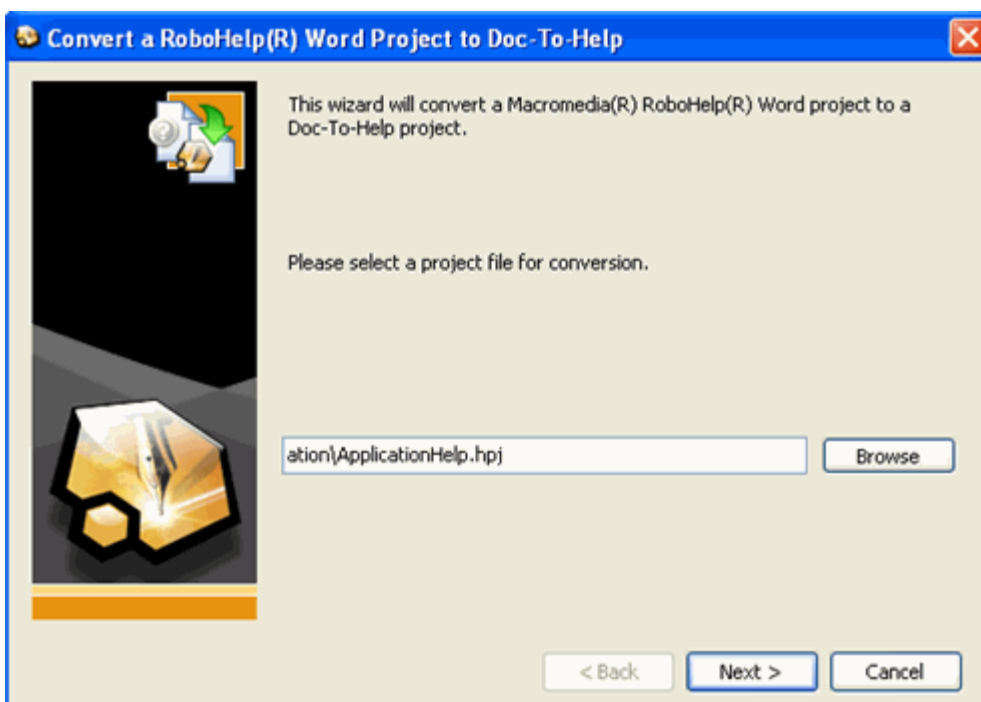 Convert a RoboHelp(R) Word Project to Doc-To-Help
This wizard will convert a Macromedia(R) RoboHelp(R) Word project to a
Doc-To-Help project.
Please select a project file for conversion.
ation\ApplicationHelp.hpj
Browse
< Back
Next >
Cancel